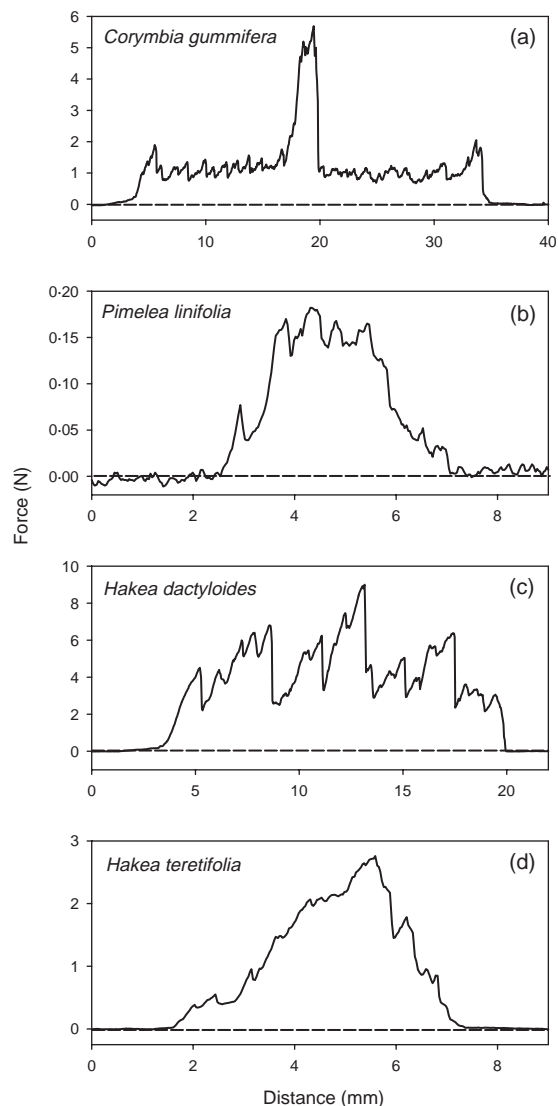 Corymbia gummifera
(a)
6
5
4
3
2
1
0
0 10 20 30 40
Pimelea linifolia
(b)
0·20
0·15
0·10
0·05
0·00
0 2 4 6 8
Force (N)
Hakea dactyloides
(c)
10
8
6
4
2
0
0 5 10 15 20
Hakea teretifolia
(d)
3
2
1
0
0 2 4 6 8
Distance (mm)